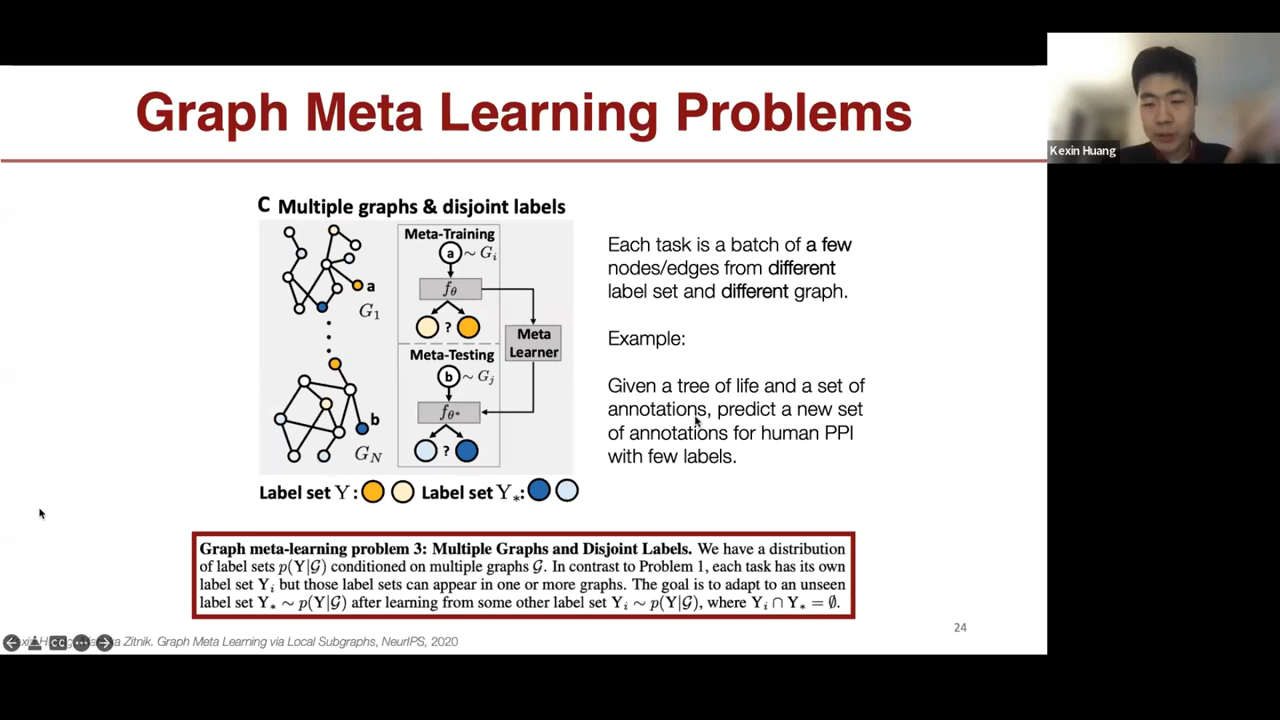 Graph Meta Learning Problems
Kexin Huang
C Multiple graphs & disjoint labels
a
G₁
b
G_N
Meta-Training
a ~ G_i
f_θ
?
Meta
Learner
Meta-Testing
b ~ G_j
f_θ*
?
Label set Y: Label set Y*:
Each task is a batch of a few
nodes/edges from different
label set and different graph.
Example:
Given a tree of life and a set of
annotations, predict a new set
of annotations for human PPI
with few labels.
Graph meta-learning problem 3: Multiple Graphs and Disjoint Labels. We have a distribution
of label sets p(Y|𝒢) conditioned on multiple graphs 𝒢. In contrast to Problem 1, each task has its own
label set Y_i but those label sets can appear in one or more graphs. The goal is to adapt to an unseen
label set Y* ~ p(Y|𝒢) after learning from some other label set Y_i ~ p(Y|𝒢), where Y_i ∩ Y* = ∅.
24
CC
Zitnik. Graph Meta Learning via Local Subgraphs, NeurIPS, 2020